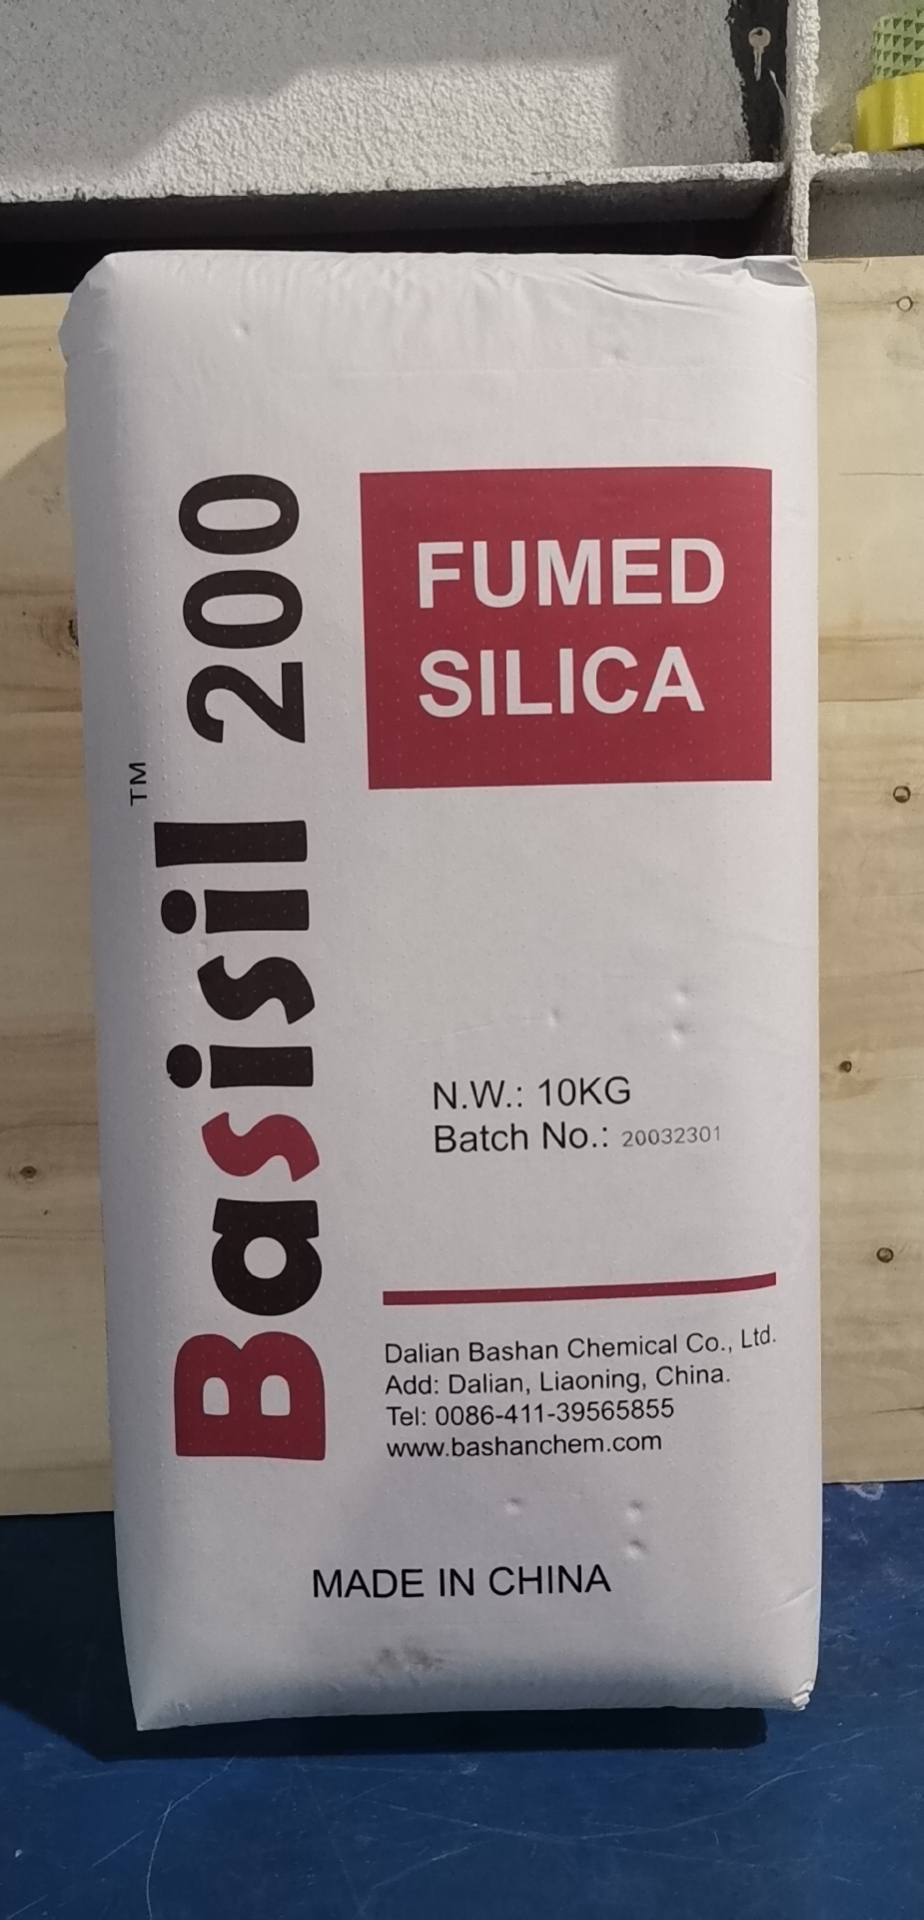 Basisil™ 200
FUMED
SILICA
N.W.: 10KG
Batch No.: 20032301
Dalian Bashan Chemical Co., Ltd.
Add: Dalian, Liaoning, China.
Tel: 0086-411-39565855
www.bashanchem.com
MADE IN CHINA